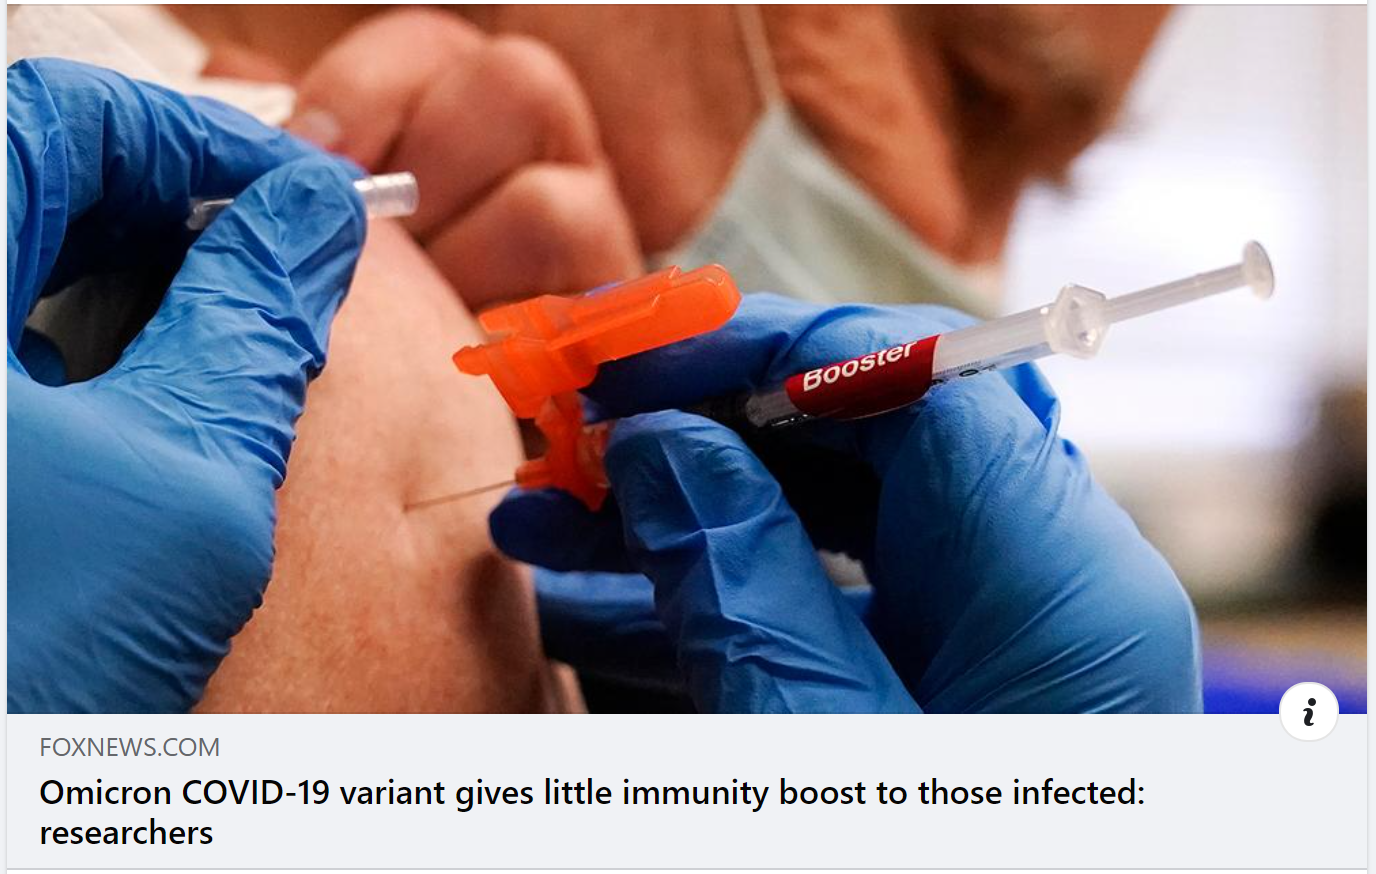 Booster
FOXNEWS.COM
Omicron COVID-19 variant gives little immunity boost to those infected:
researchers